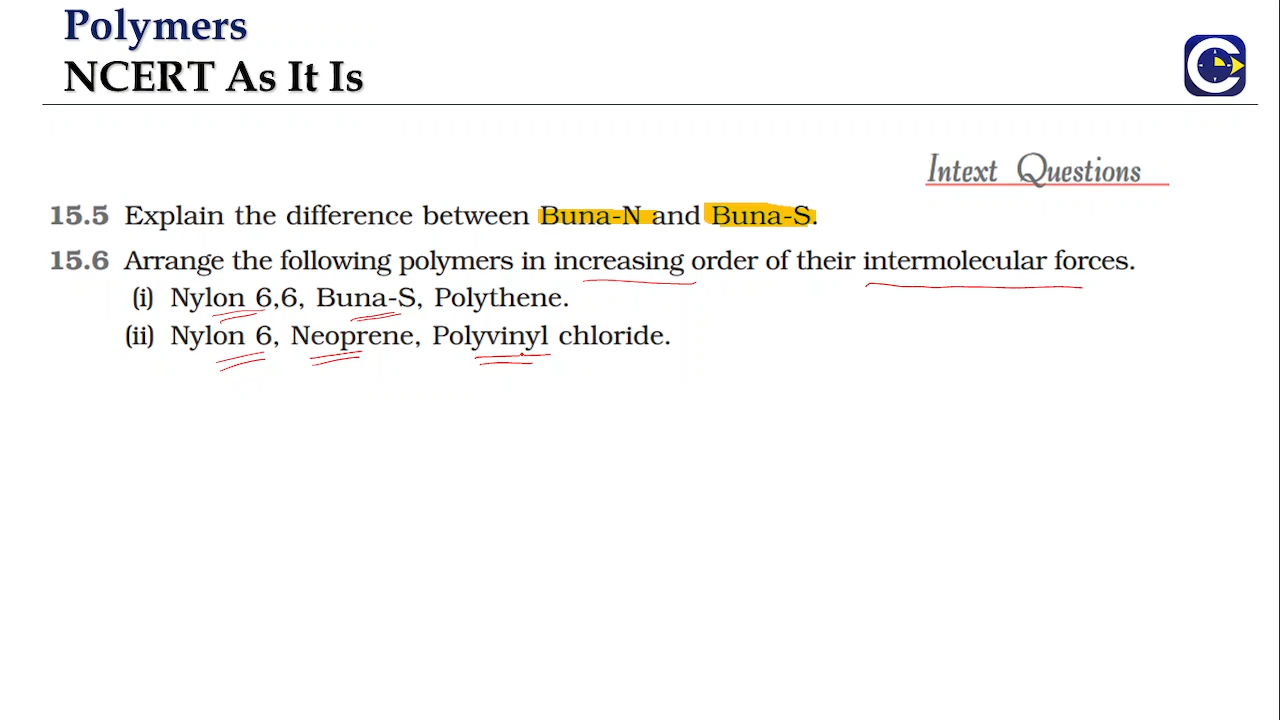 Polymers
NCERT As It Is
Intext Questions
15.5 Explain the difference between Buna-N and Buna-S.
15.6 Arrange the following polymers in increasing order of their intermolecular forces.
(i) Nylon 6,6, Buna-S, Polythene.
(ii) Nylon 6, Neoprene, Polyvinyl chloride.